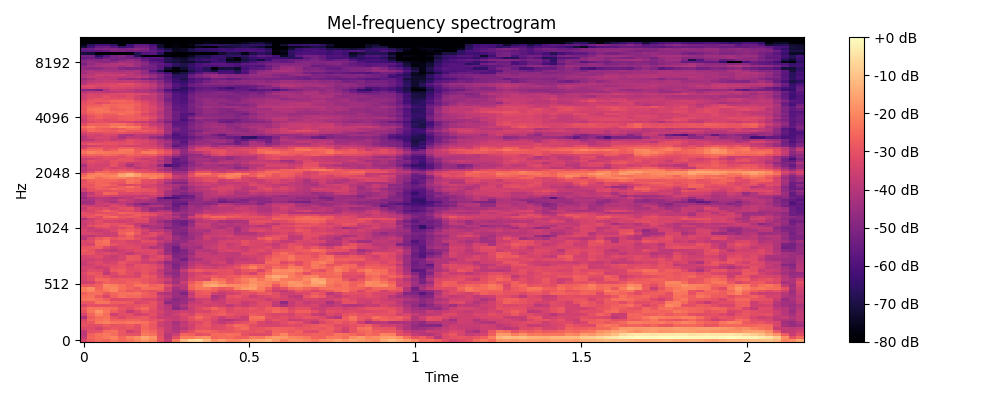 Mel-frequency spectrogram
Hz
8192
4096
2048
1024
512
0
0
0.5
1
1.5
2
Time
+0 dB
-10 dB
-20 dB
-30 dB
-40 dB
-50 dB
-60 dB
-70 dB
-80 dB